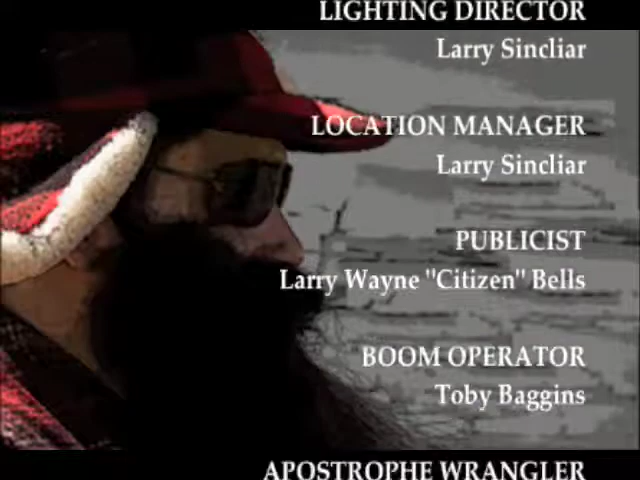 LIGHTING DIRECTOR
Larry Sincliar
LOCATION MANAGER
Larry Sincliar
PUBLICIST
Larry Wayne "Citizen" Bells
BOOM OPERATOR
Toby Baggins
APOSTROPHE WRANGLER